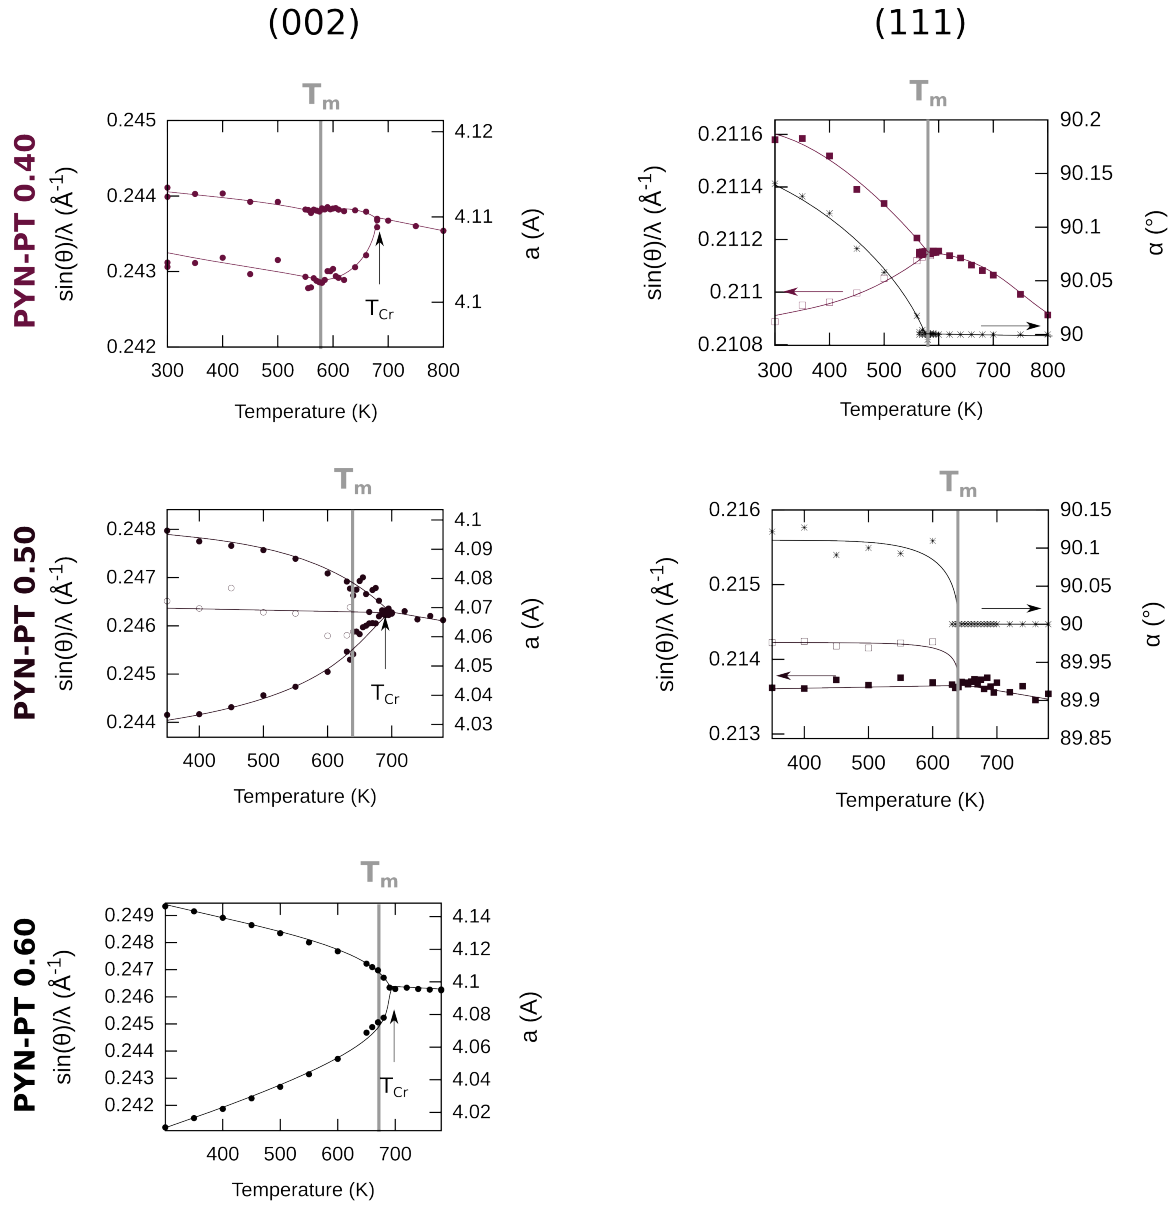 (002)
(111)
PYN-PT 0.40
T_m
0.245
0.244
0.243
0.242
sin(θ)/λ (Å^-1)
4.12
4.11
4.1
a (A)
T_Cr
300 400 500 600 700 800
Temperature (K)
T_m
0.2116
0.2114
0.2112
0.211
0.2108
sin(θ)/λ (Å^-1)
90.2
90.15
90.1
90.05
90
α (°)
300 400 500 600 700 800
Temperature (K)
PYN-PT 0.50
T_m
0.248
0.247
0.246
0.245
0.244
sin(θ)/λ (Å^-1)
4.1
4.09
4.08
4.07
4.06
4.05
4.04
4.03
a (A)
T_Cr
400 500 600 700
Temperature (K)
T_m
0.216
0.215
0.214
0.213
sin(θ)/λ (Å^-1)
90.15
90.1
90.05
90
89.95
89.9
89.85
α (°)
400 500 600 700
Temperature (K)
PYN-PT 0.60
T_m
0.249
0.248
0.247
0.246
0.245
0.244
0.243
0.242
sin(θ)/λ (Å^-1)
4.14
4.12
4.1
4.08
4.06
4.04
4.02
a (A)
T_Cr
400 500 600 700
Temperature (K)